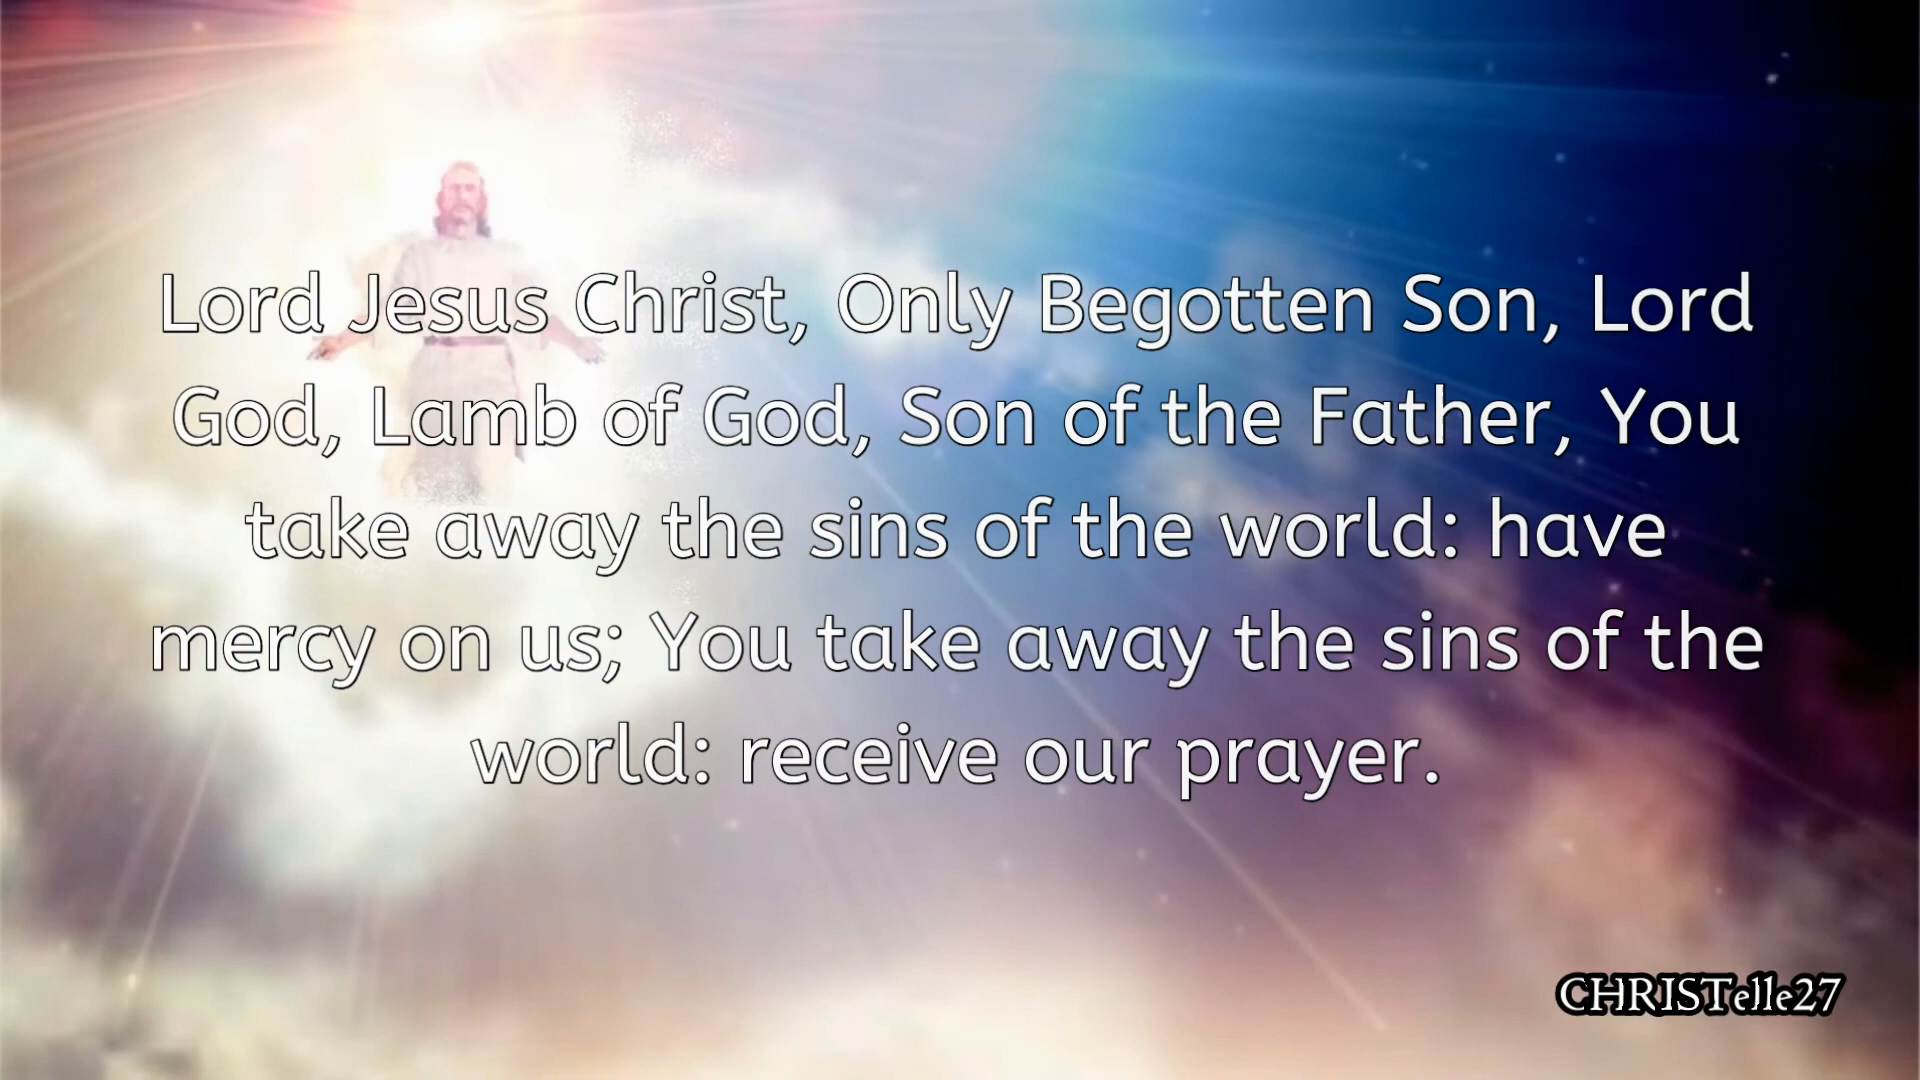 Lord Jesus Christ, Only Begotten Son, Lord
God, Lamb of God, Son of the Father, You
take away the sins of the world: have
mercy on us; You take away the sins of the
world: receive our prayer.
CHRISTelle27